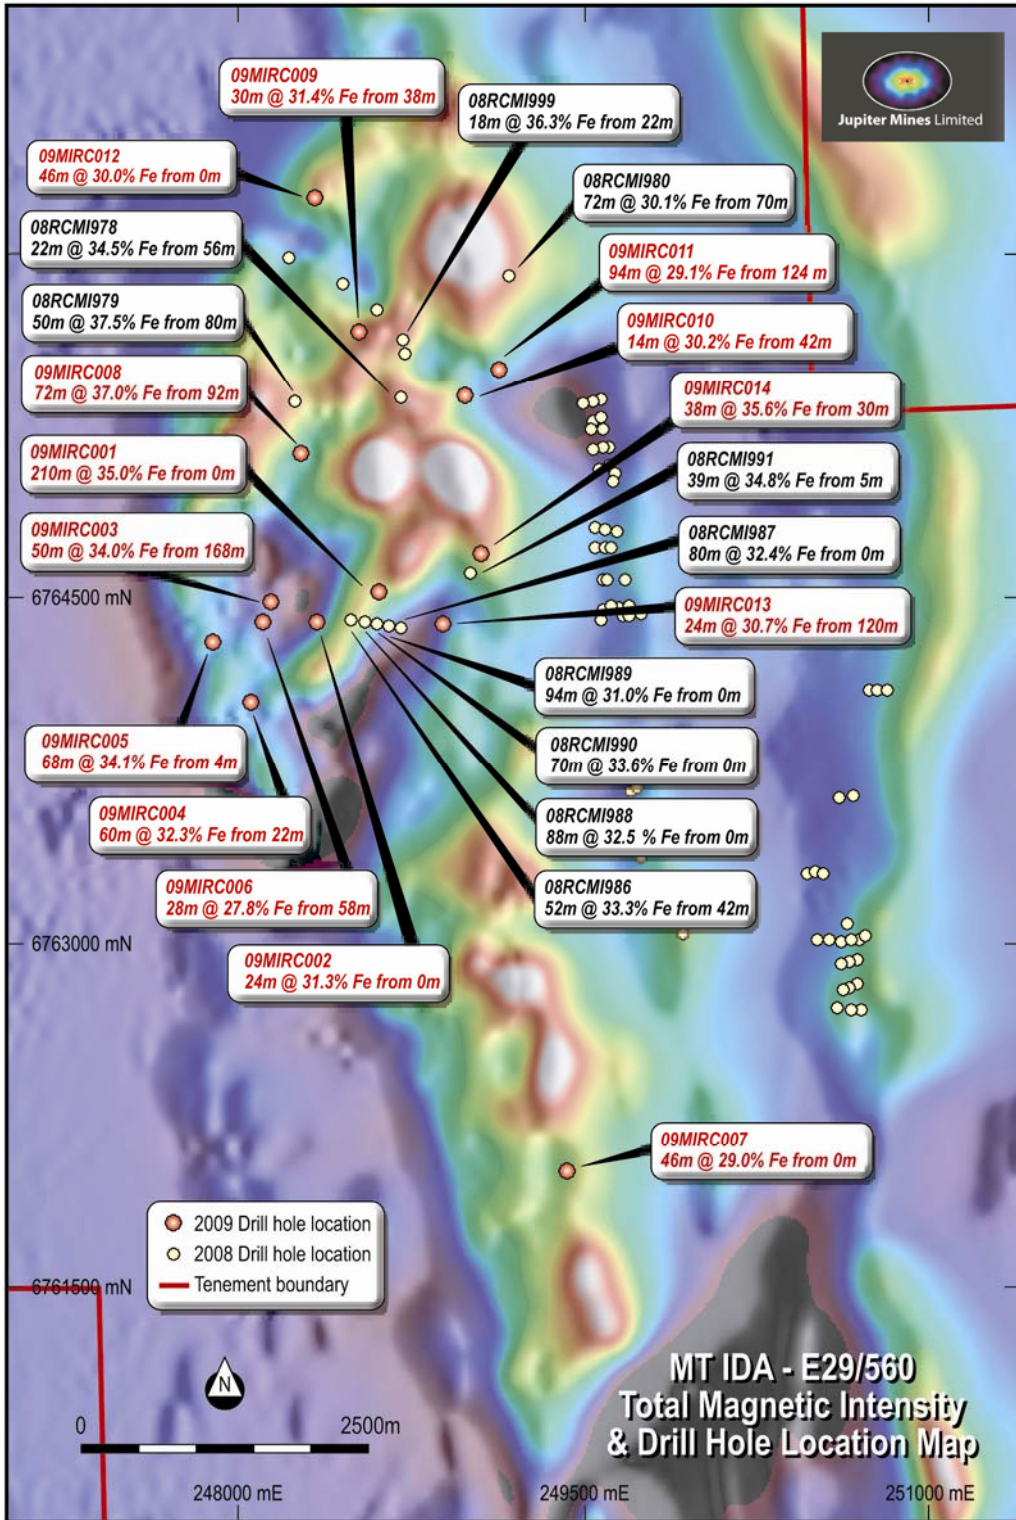 09MIRC009
30m @ 31.4% Fe from 38m
08RCMI999
18m @ 36.3% Fe from 22m
Jupiter Mines Limited
09MIRC012
46m @ 30.0% Fe from 0m
08RCMI980
72m @ 30.1% Fe from 70m
08RCMI978
22m @ 34.5% Fe from 56m
09MIRC011
94m @ 29.1% Fe from 124 m
08RCMI979
50m @ 37.5% Fe from 80m
09MIRC010
14m @ 30.2% Fe from 42m
09MIRC008
72m @ 37.0% Fe from 92m
09MIRC014
38m @ 35.6% Fe from 30m
09MIRC001
210m @ 35.0% Fe from 0m
08RCMI991
39m @ 34.8% Fe from 5m
09MIRC003
50m @ 34.0% Fe from 168m
08RCMI987
80m @ 32.4% Fe from 0m
6764500 mN
09MIRC013
24m @ 30.7% Fe from 120m
08RCMI989
94m @ 31.0% Fe from 0m
09MIRC005
68m @ 34.1% Fe from 4m
08RCMI990
70m @ 33.6% Fe from 0m
09MIRC004
60m @ 32.3% Fe from 22m
08RCMI988
88m @ 32.5 % Fe from 0m
09MIRC006
28m @ 27.8% Fe from 58m
08RCMI986
52m @ 33.3% Fe from 42m
6763000 mN
09MIRC002
24m @ 31.3% Fe from 0m
09MIRC007
46m @ 29.0% Fe from 0m
2009 Drill hole location
2008 Drill hole location
Tenement boundary
6761500 mN
N
MT IDA - E29/560
Total Magnetic Intensity
& Drill Hole Location Map
0 2500m
248000 mE 249500 mE 251000 mE